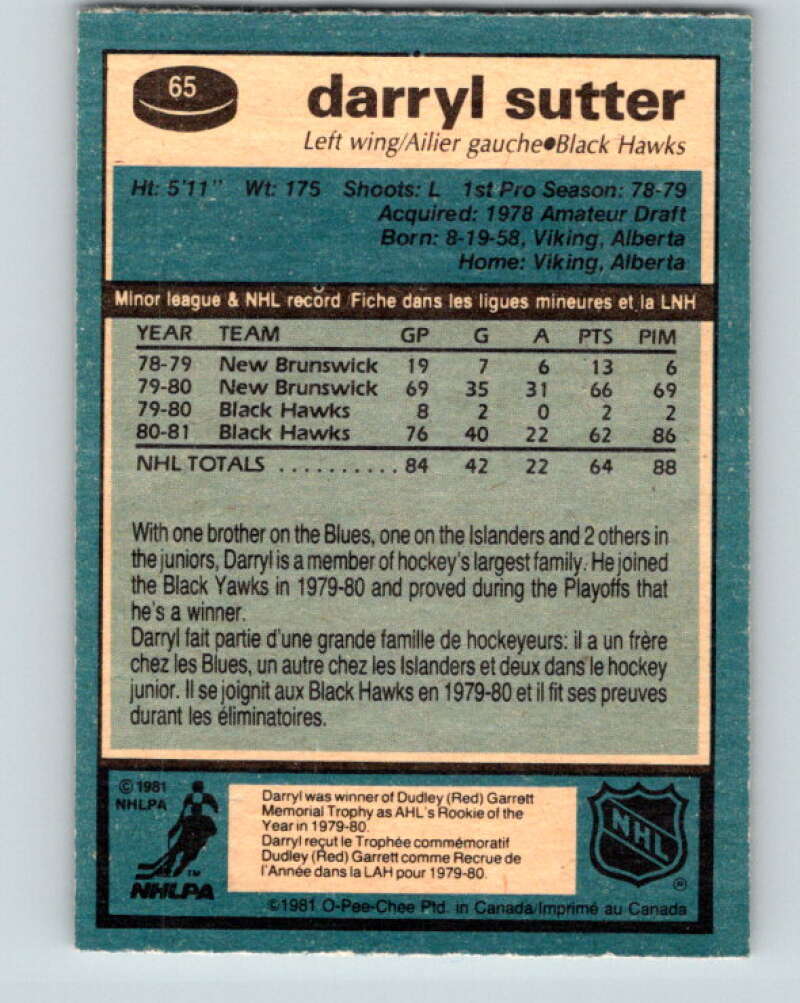 65
darryl sutter
Left wing/Ailier gauche•Black Hawks
Ht: 5'11" Wt: 175 Shoots: L 1st Pro Season: 78-79
Acquired: 1978 Amateur Draft
Born: 8-19-58, Viking, Alberta
Home: Viking, Alberta
Minor league & NHL record Fiche dans les ligues mineures et la LNH
YEAR TEAM GP G A PTS PIM
78-79 New Brunswick 19 7 6 13 6
79-80 New Brunswick 69 35 31 66 69
79-80 Black Hawks 8 2 0 2 2
80-81 Black Hawks 76 40 22 62 86
NHL TOTALS .......... 84 42 22 64 88
With one brother on the Blues, one on the Islanders and 2 others in
the juniors, Darryl is a member of hockey's largest family. He joined
the Black Yawks in 1979-80 and proved during the Playoffs that
he's a winner.
Darryl fait partie d'une grande famille de hockeyeurs: il a un frère
chez les Blues, un autre chez les Islanders et deux dans le hockey
junior. Il se joignit aux Black Hawks en 1979-80 et il fit ses preuves
durant les éliminatoires.
© 1981
NHLPA
TM
NHLPA
Darryl was winner of Dudley (Red) Garrett
Memorial Trophy as AHL's Rookie of the
Year in 1979-80.
Darryl reçut le Trophée commémoratif
Dudley (Red) Garrett comme Recrue de
l'Année dans la LAH pour 1979-80.
NHL
®
©1981 O-Pee-Chee Ptd. in Canada/Imprimé au Canada